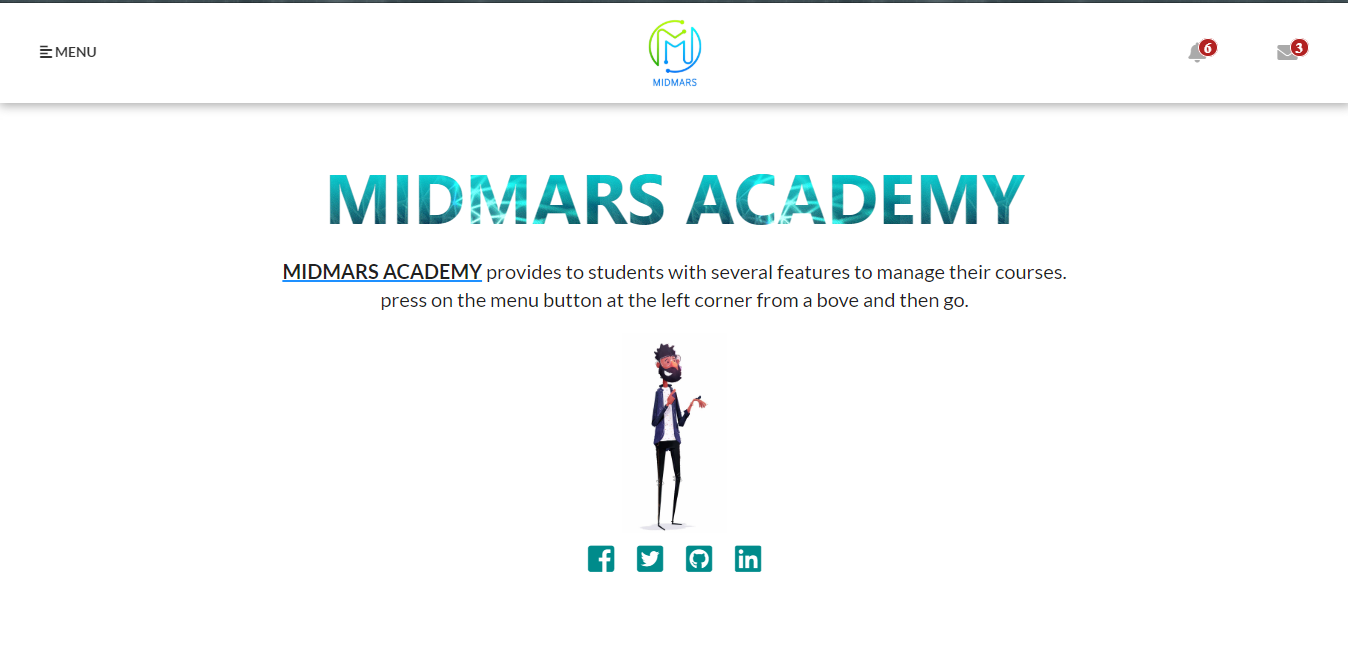 MENU
MIDMARS
6
3
MIDMARS ACADEMY
MIDMARS ACADEMY provides to students with several features to manage their courses.
press on the menu button at the left corner from a bove and then go.